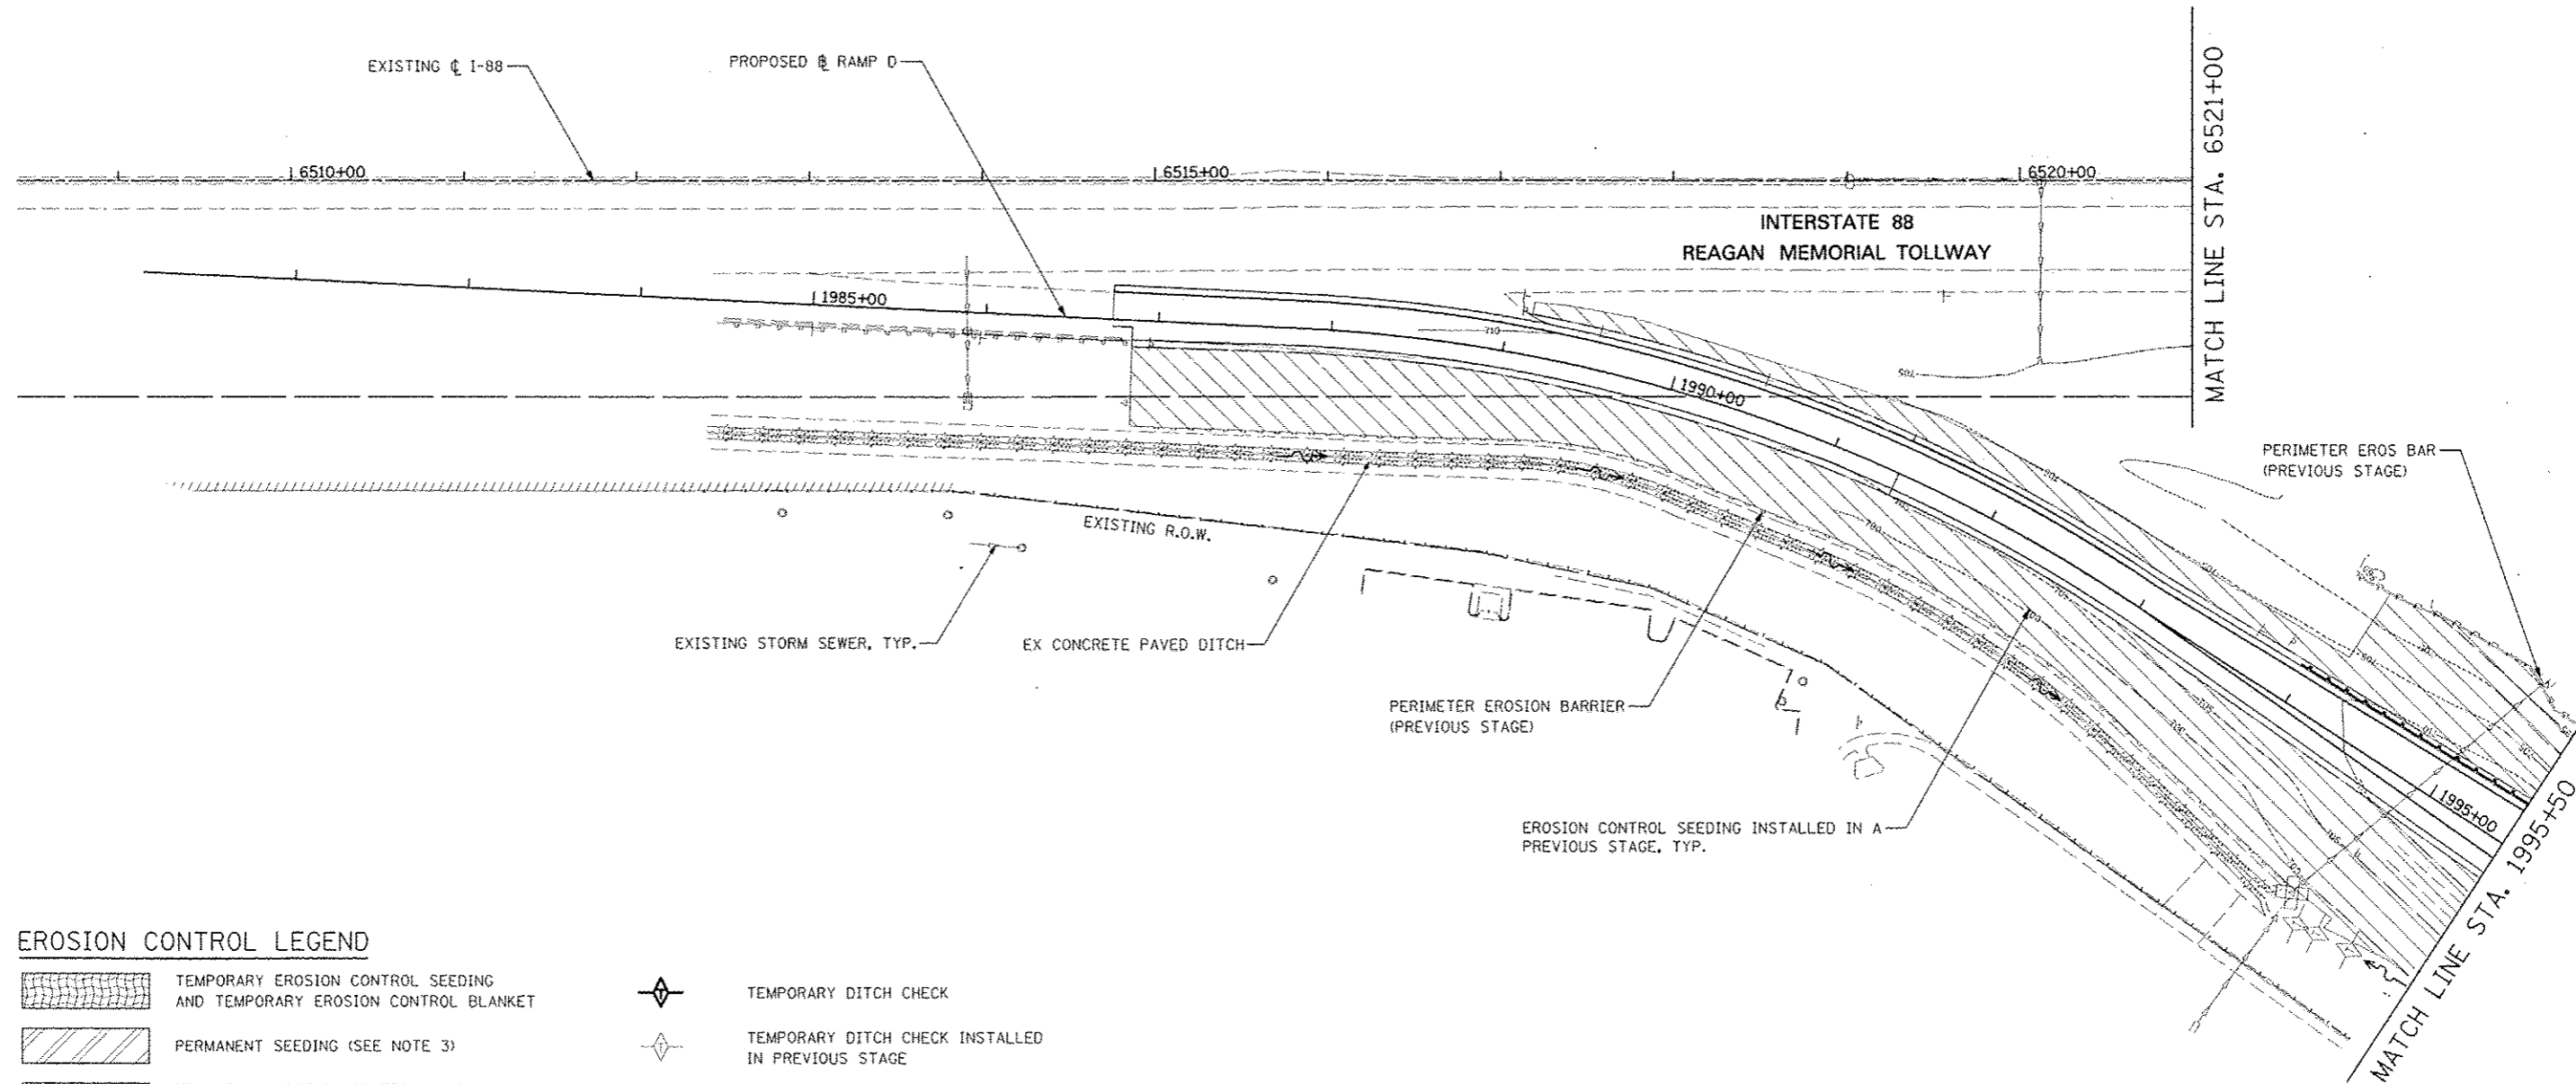 EXISTING ℄ I-88
PROPOSED ⅊ RAMP D
MATCH LINE STA. 6521+00
6510+00
6515+00
6520+00
INTERSTATE 88
REAGAN MEMORIAL TOLLWAY
1985+00
710
705
1990+00
PERIMETER EROS BAR
(PREVIOUS STAGE)
EXISTING R.O.W.
EXISTING STORM SEWER, TYP.
EX CONCRETE PAVED DITCH
PERIMETER EROSION BARRIER
(PREVIOUS STAGE)
EROSION CONTROL SEEDING INSTALLED IN A
PREVIOUS STAGE, TYP.
1995+00
MATCH LINE STA. 1995+50
EROSION CONTROL LEGEND
TEMPORARY EROSION CONTROL SEEDING
AND TEMPORARY EROSION CONTROL BLANKET
TEMPORARY DITCH CHECK
PERMANENT SEEDING (SEE NOTE 3)
TEMPORARY DITCH CHECK INSTALLED
IN PREVIOUS STAGE